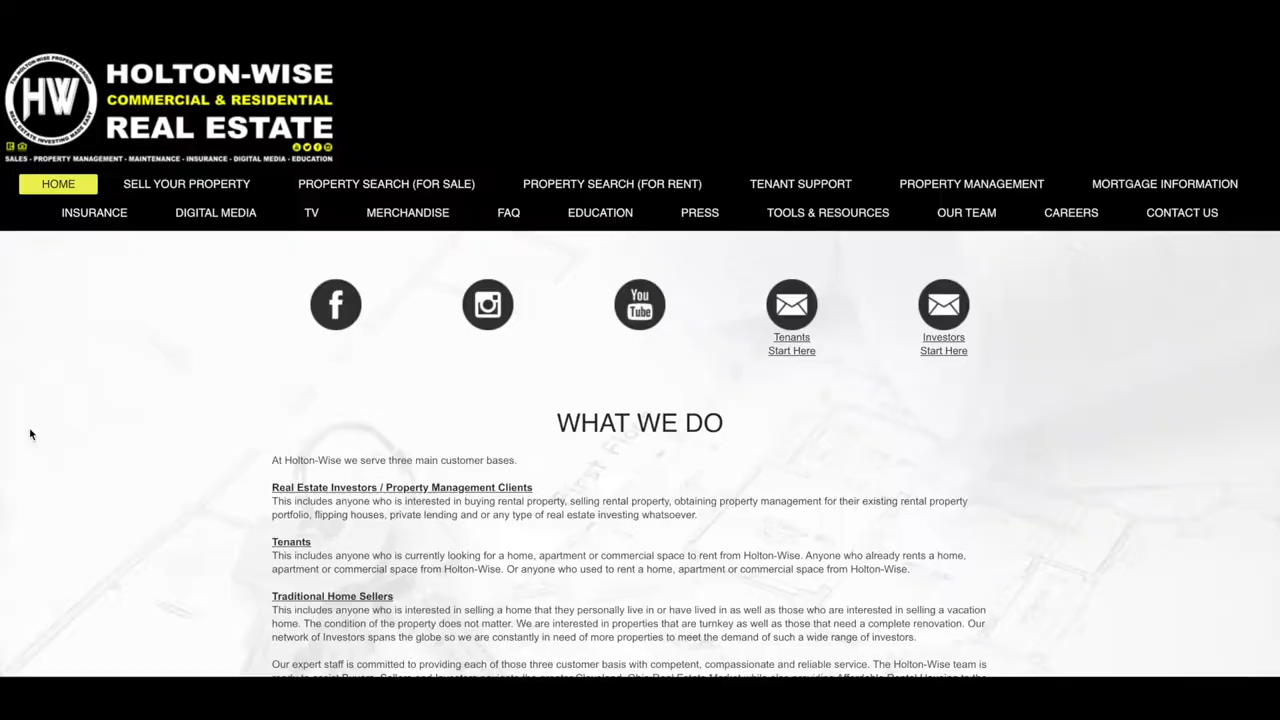 HW
HOLTON-WISE
COMMERCIAL & RESIDENTIAL
REAL ESTATE
SALES - PROPERTY MANAGEMENT - MAINTENANCE - INSURANCE - DIGITAL MEDIA - EDUCATION
HOME SELL YOUR PROPERTY PROPERTY SEARCH (FOR SALE) PROPERTY SEARCH (FOR RENT) TENANT SUPPORT PROPERTY MANAGEMENT MORTGAGE INFORMATION
INSURANCE DIGITAL MEDIA TV MERCHANDISE FAQ EDUCATION PRESS TOOLS & RESOURCES OUR TEAM CAREERS CONTACT US
You
Tube
Tenants
Start Here
Investors
Start Here
WHAT WE DO
At Holton-Wise we serve three main customer bases.
Real Estate Investors / Property Management Clients
This includes anyone who is interested in buying rental property, selling rental property, obtaining property management for their existing rental property
portfolio, flipping houses, private lending and or any type of real estate investing whatsoever.
Tenants
This includes anyone who is currently looking for a home, apartment or commercial space to rent from Holton-Wise. Anyone who already rents a home,
apartment or commercial space from Holton-Wise. Or anyone who used to rent a home, apartment or commercial space from Holton-Wise.
Traditional Home Sellers
This includes anyone who is interested in selling a home that they personally live in or have lived in as well as those who are interested in selling a vacation
home. The condition of the property does not matter. We are interested in properties that are turnkey as well as those that need a complete renovation. Our
network of Investors spans the globe so we are constantly in need of more properties to meet the demand of such a wide range of investors.
Our expert staff is committed to providing each of those three customer basis with competent, compassionate and reliable service. The Holton-Wise team is